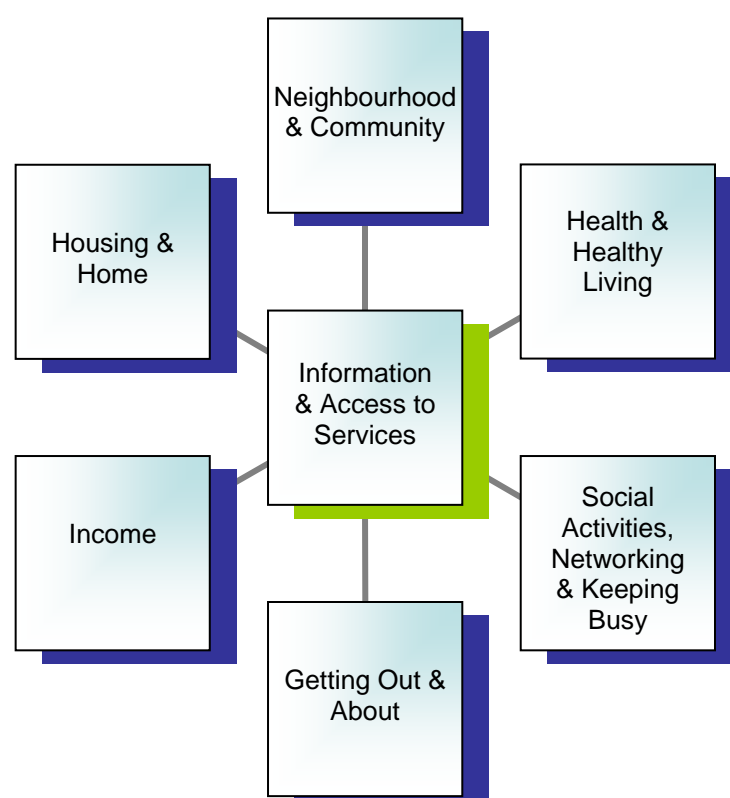 Neighbourhood
& Community
Housing &
Home
Health &
Healthy
Living
Information
& Access to
Services
Income
Social
Activities,
Networking
& Keeping
Busy
Getting Out &
About